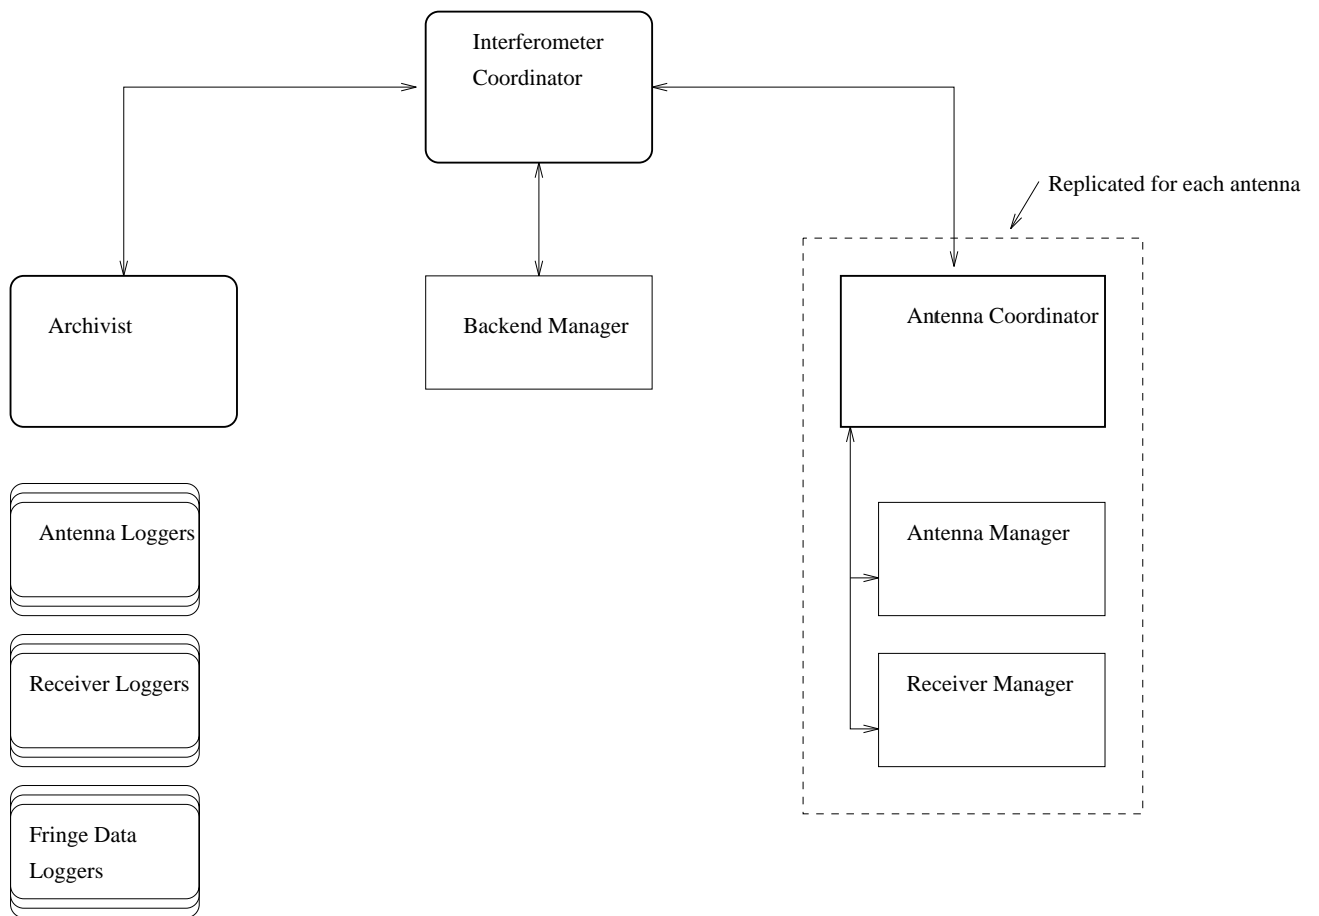 Interferometer
Coordinator
Replicated for each antenna
Archivist
Backend Manager
Antenna Coordinator
Antenna Loggers
Antenna Manager
Receiver Loggers
Receiver Manager
Fringe Data
Loggers